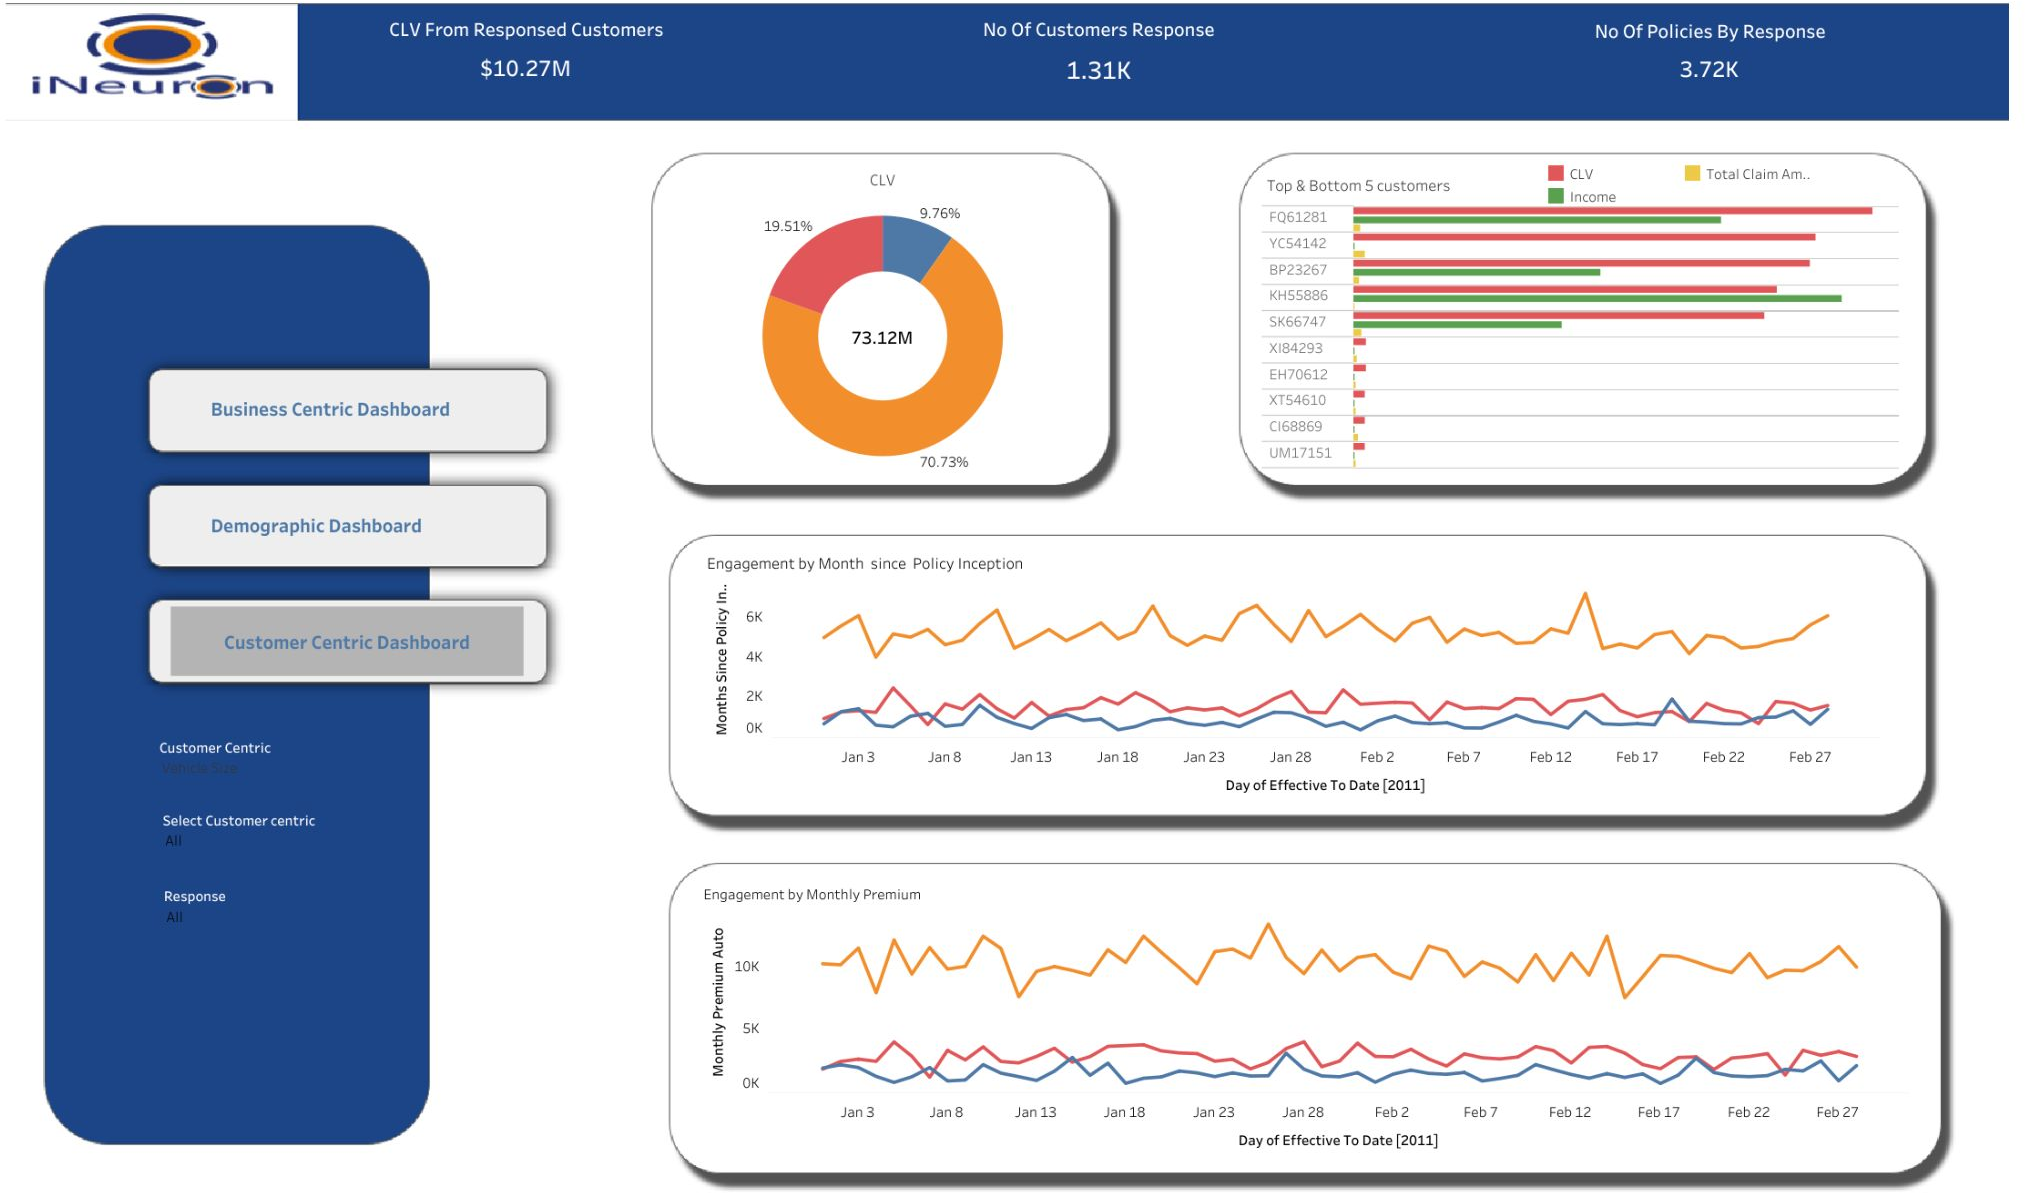 iNeuron
CLV From Responsed Customers
$10.27M
No Of Customers Response
1.31K
No Of Policies By Response
3.72K
Business Centric Dashboard
Demographic Dashboard
Customer Centric Dashboard
Customer Centric
Vehicle Size
Select Customer centric
All
Response
All
CLV
9.76%
19.51%
73.12M
70.73%
Top & Bottom 5 customers
CLV
Total Claim Am..
Income
FQ61281
YC54142
BP23267
KH55886
SK66747
XI84293
EH70612
XT54610
CI68869
UM17151
Engagement by Month since Policy Inception
Months Since Policy In..
6K
4K
2K
0K
Jan 3 Jan 8 Jan 13 Jan 18 Jan 23 Jan 28 Feb 2 Feb 7 Feb 12 Feb 17 Feb 22 Feb 27
Day of Effective To Date [2011]
Engagement by Monthly Premium
Monthly Premium Auto
10K
5K
0K
Jan 3 Jan 8 Jan 13 Jan 18 Jan 23 Jan 28 Feb 2 Feb 7 Feb 12 Feb 17 Feb 22 Feb 27
Day of Effective To Date [2011]